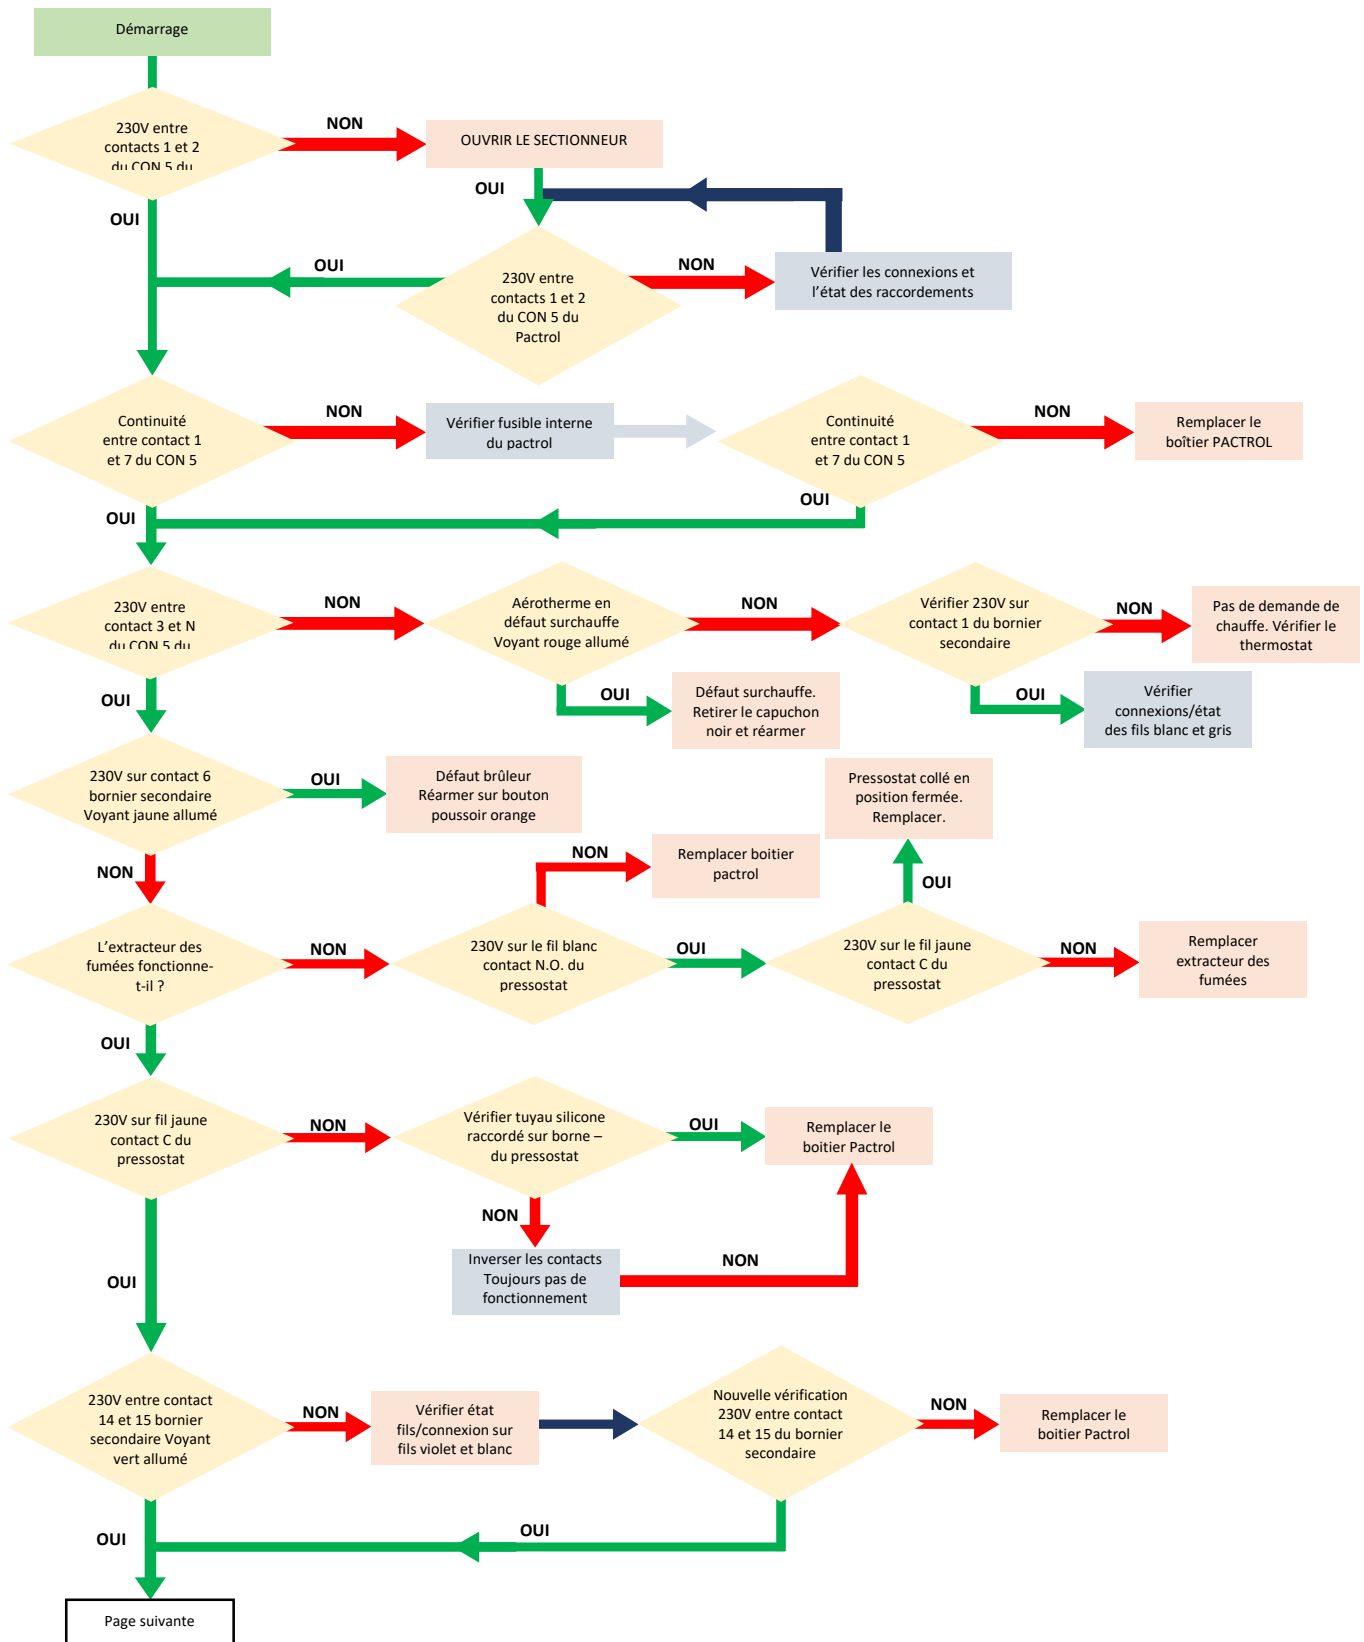 Démarrage
230V entre
contacts 1 et 2
du CON 5 du
NON
OUVRIR LE SECTIONNEUR
OUI
OUI
230V entre
contacts 1 et 2
du CON 5 du
Pactrol
OUI
NON
Vérifier les connexions et
l'état des raccordements
Continuité
entre contact 1
et 7 du CON 5
NON
Vérifier fusible interne
du pactrol
Continuité
entre contact 1
et 7 du CON 5
NON
Remplacer le
boîtier PACTROL
OUI
OUI
230V entre
contact 3 et N
du CON 5 du
NON
Aérotherme en
défaut surchauffe
Voyant rouge allumé
NON
Vérifier 230V sur
contact 1 du bornier
secondaire
NON
Pas de demande de
chauffe. Vérifier le
thermostat
OUI
OUI
Défaut surchauffe.
Retirer le capuchon
noir et réarmer
OUI
Vérifier
connexions/état
des fils blanc et gris
230V sur contact 6
bornier secondaire
Voyant jaune allumé
OUI
Défaut brûleur
Réarmer sur bouton
poussoir orange
Pressostat collé en
position fermée.
Remplacer.
NON
NON
Remplacer boitier
pactrol
OUI
L'extracteur des
fumées fonctionne-
t-il ?
NON
230V sur le fil blanc
contact N.O. du
pressostat
OUI
230V sur le fil jaune
contact C du
pressostat
NON
Remplacer
extracteur des
fumées
OUI
230V sur fil jaune
contact C du
pressostat
NON
Vérifier tuyau silicone
raccordé sur borne –
du pressostat
OUI
Remplacer le
boitier Pactrol
NON
OUI
Inverser les contacts
Toujours pas de
fonctionnement
NON
230V entre contact
14 et 15 bornier
secondaire Voyant
vert allumé
NON
Vérifier état
fils/connexion sur
fils violet et blanc
Nouvelle vérification
230V entre contact
14 et 15 du bornier
secondaire
NON
Remplacer le
boitier Pactrol
OUI
OUI
Page suivante